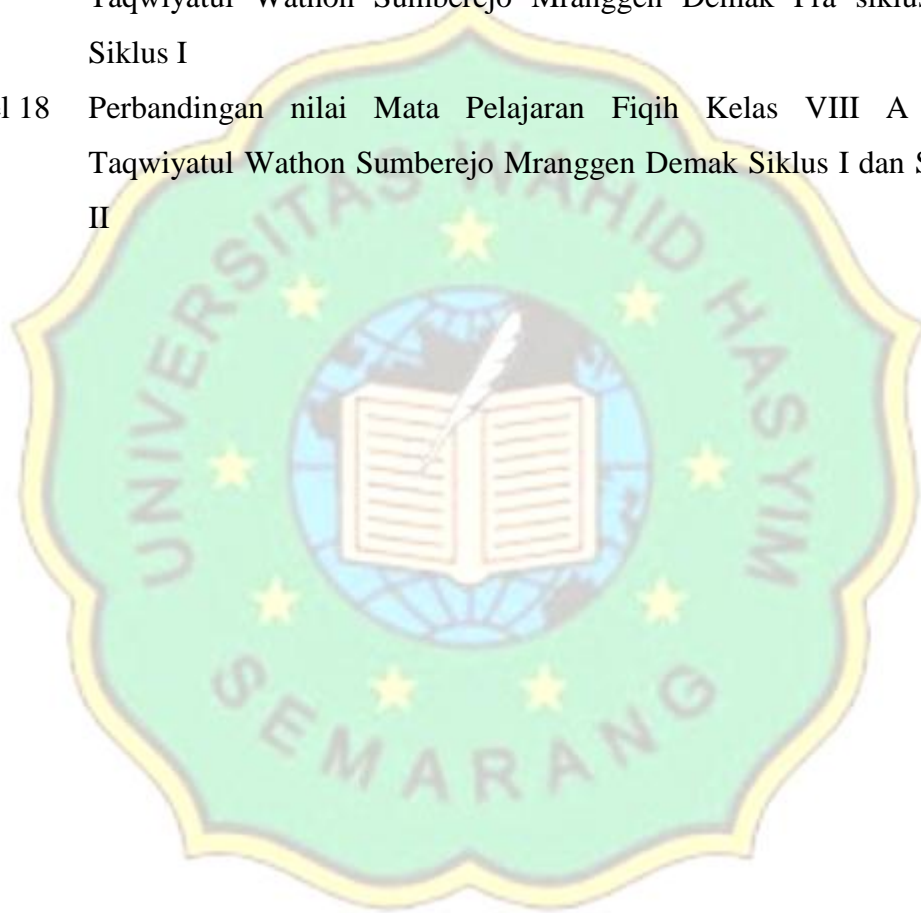 Taqwiyatul Wathon Sumberejo Mranggen Demak Pra siklus
Siklus I
el 18 Perbandingan nilai Mata Pelajaran Fiqih Kelas VIII A
Taqwiyatul Wathon Sumberejo Mranggen Demak Siklus I dan S
II
UNIVERSITAS WAHID HASYIM
SEMARANG